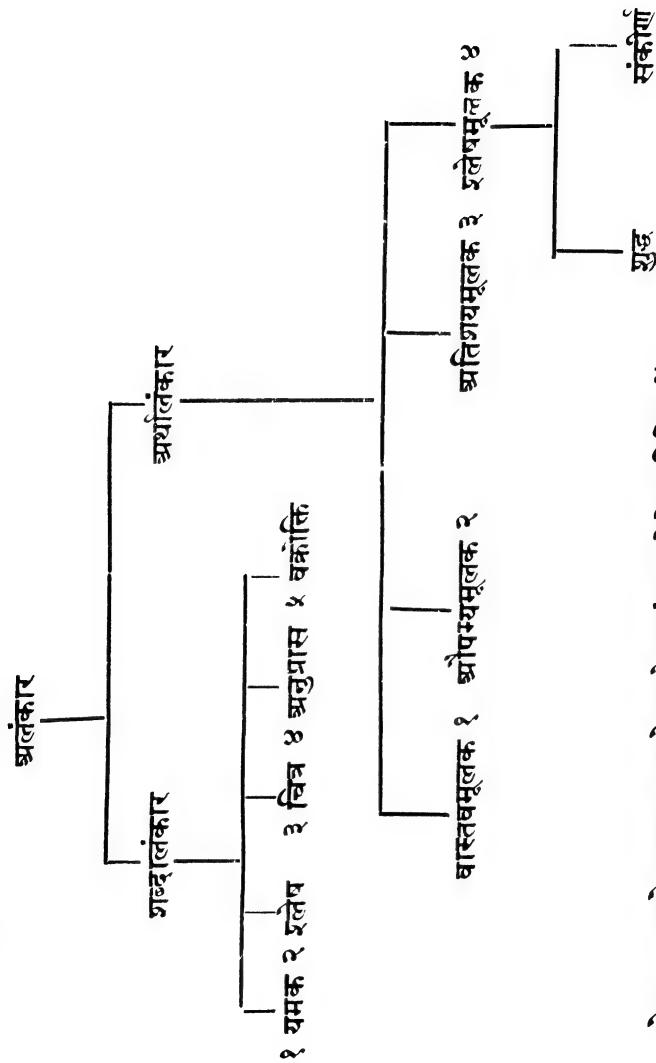 अलंकार
शब्दालंकार अर्थालंकार
१ यमक २ श्लेष ३ चित्र ४ अनुप्रास ५ वक्रोक्ति
वास्तवमूलक १ औपम्यमूलक २ अतिशयमूलक ३ श्लेषमूलक ४
शुद्ध संकीर्ण